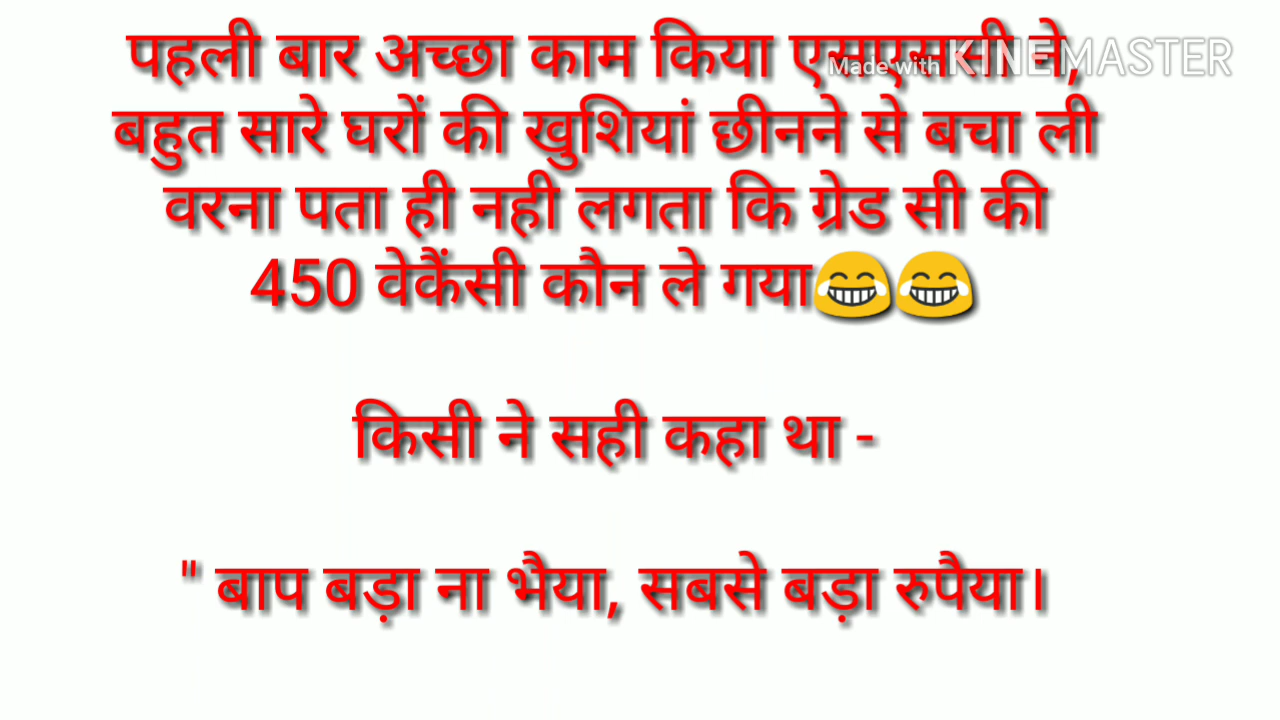 पहली बार अच्छा काम किया एसएससी ने,
Made with KINEMASTER
बहुत सारे घरों की खुशियां छीनने से बचा ली
वरना पता ही नही लगता कि ग्रेड सी की
450 वेकैंसी कौन ले गया😂😂
किसी ने सही कहा था -
" बाप बड़ा ना भैया, सबसे बड़ा रुपैया।